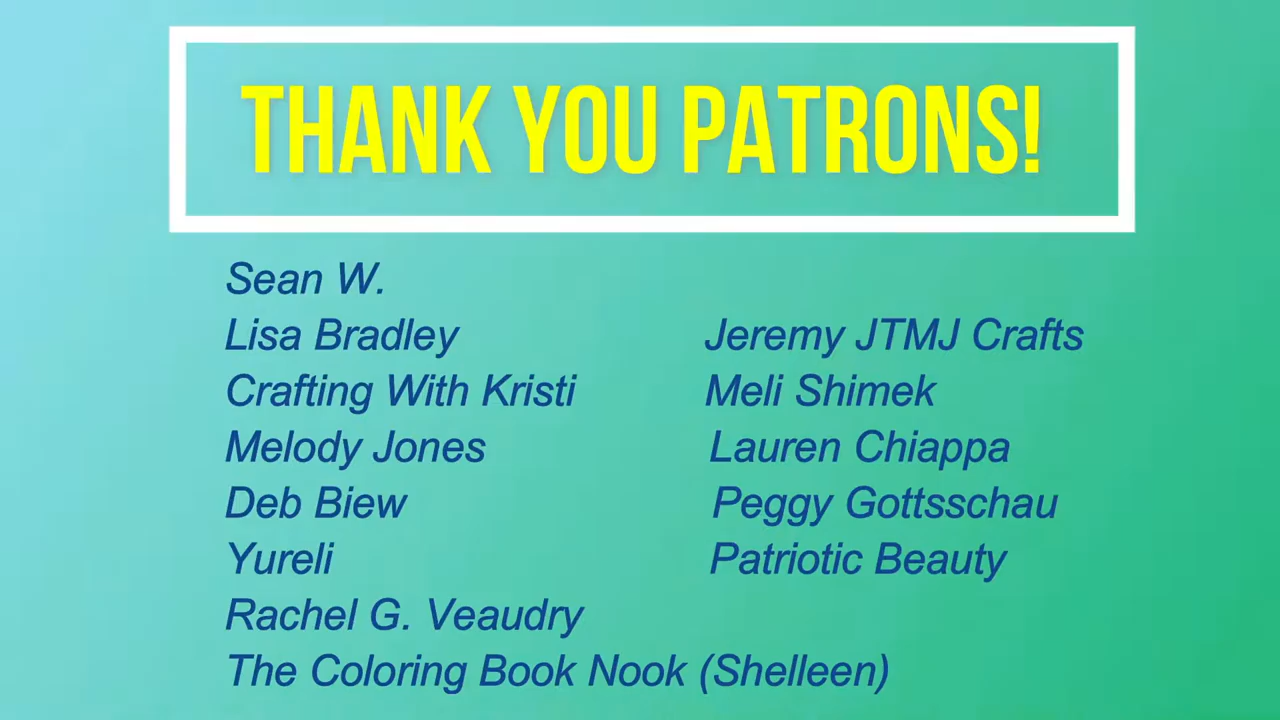 THANK YOU PATRONS!
Sean W.
Lisa Bradley
Crafting With Kristi
Melody Jones
Deb Biew
Yureli
Rachel G. Veaudry
The Coloring Book Nook (Shelleen)
Jeremy JTMJ Crafts
Meli Shimek
Lauren Chiappa
Peggy Gottsschau
Patriotic Beauty